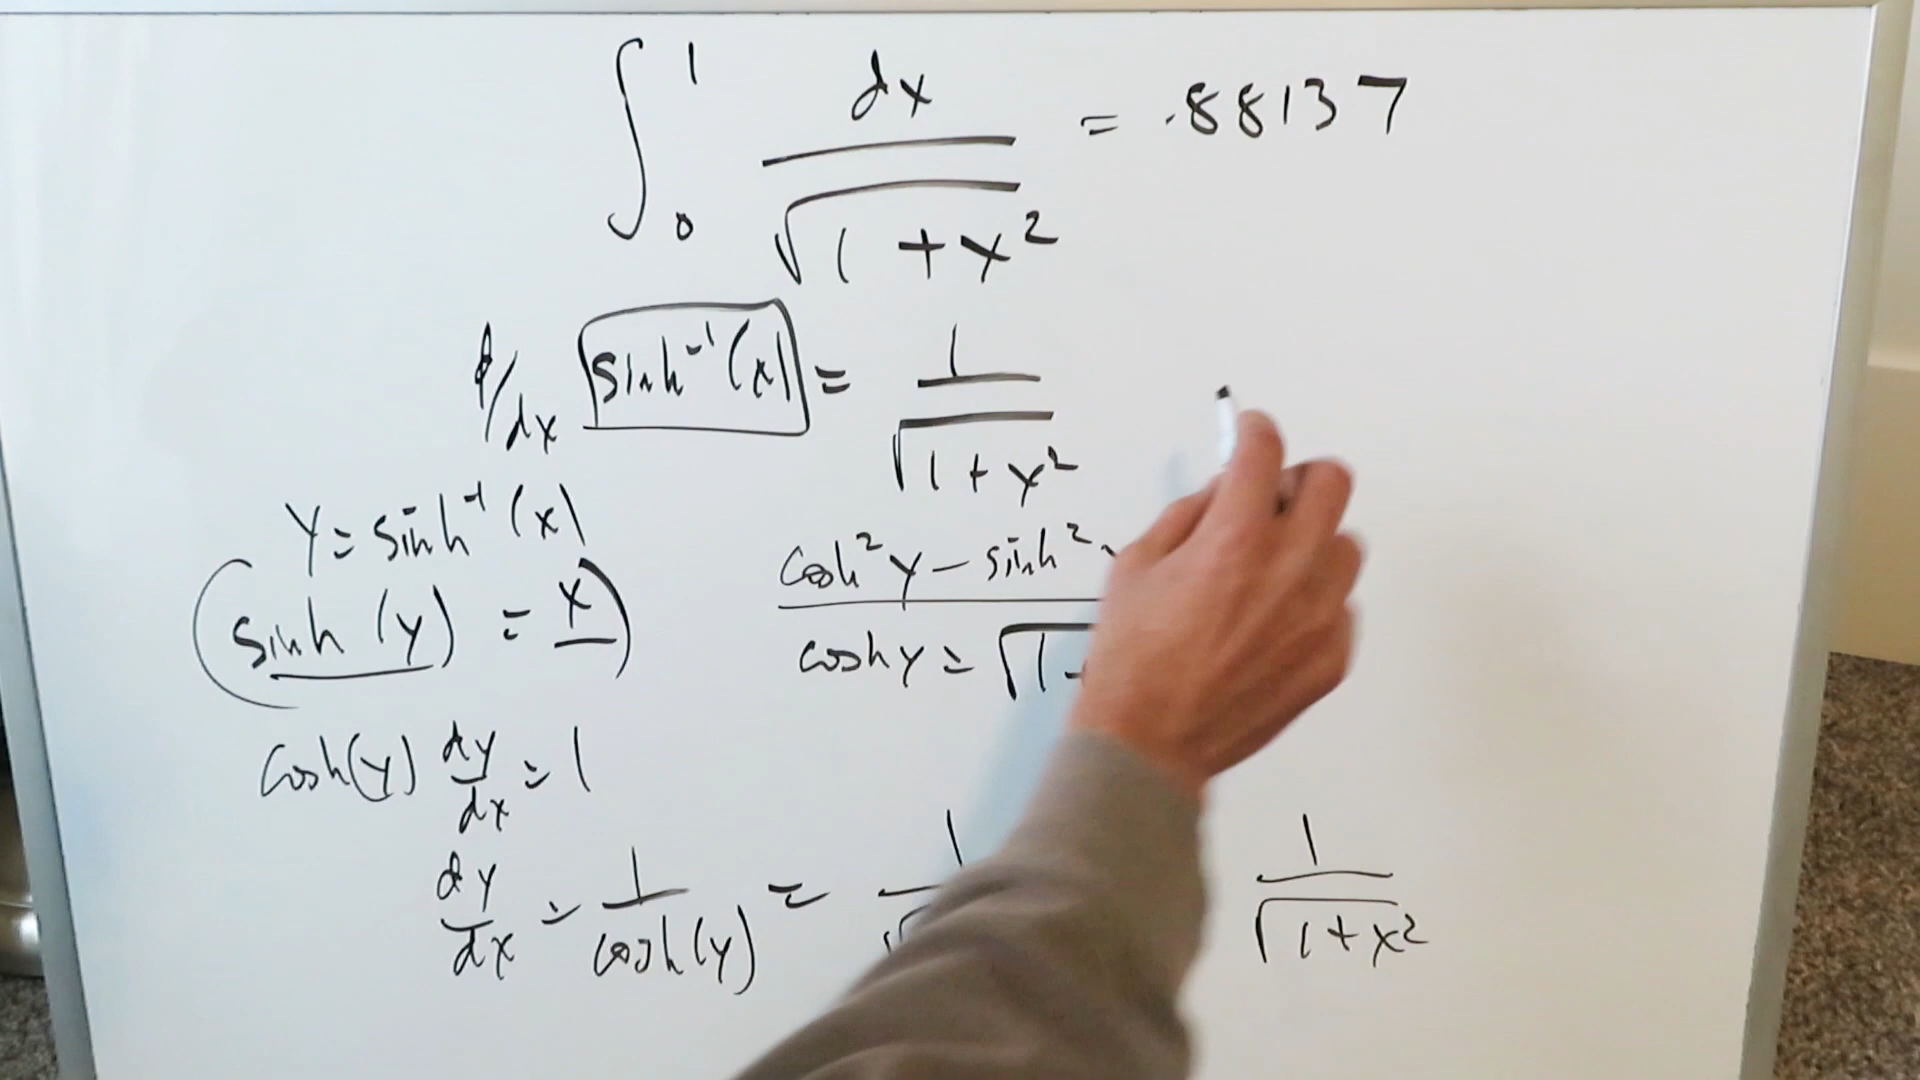 ∫₀¹ dx / √(1 + x²) = .88137
d/dx sinh⁻¹(x) = 1 / √(1 + x²)
y = sinh⁻¹(x)
sinh(y) = x
cosh²y − sinh²
cosh y = √1
cosh(y) dy/dx = 1
dy/dx = 1 / cosh(y) = 1 / √ 1 / √(1 + x²)